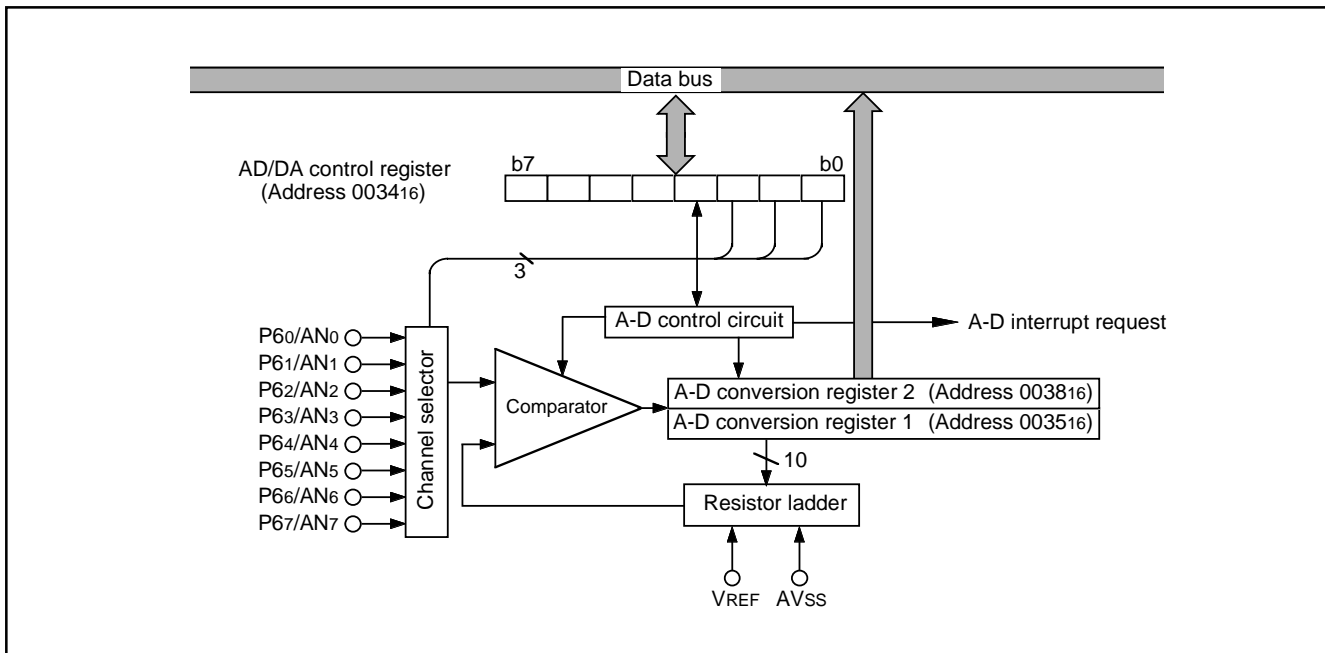 Data bus
AD/DA control register
(Address 003416)
b7
b0
3
A-D control circuit
A-D interrupt request
P60/AN0
P61/AN1
P62/AN2
P63/AN3
P64/AN4
P65/AN5
P66/AN6
P67/AN7
Channel selector
Comparator
A-D conversion register 2 (Address 003816)
A-D conversion register 1 (Address 003516)
10
Resistor ladder
VREF AVSS